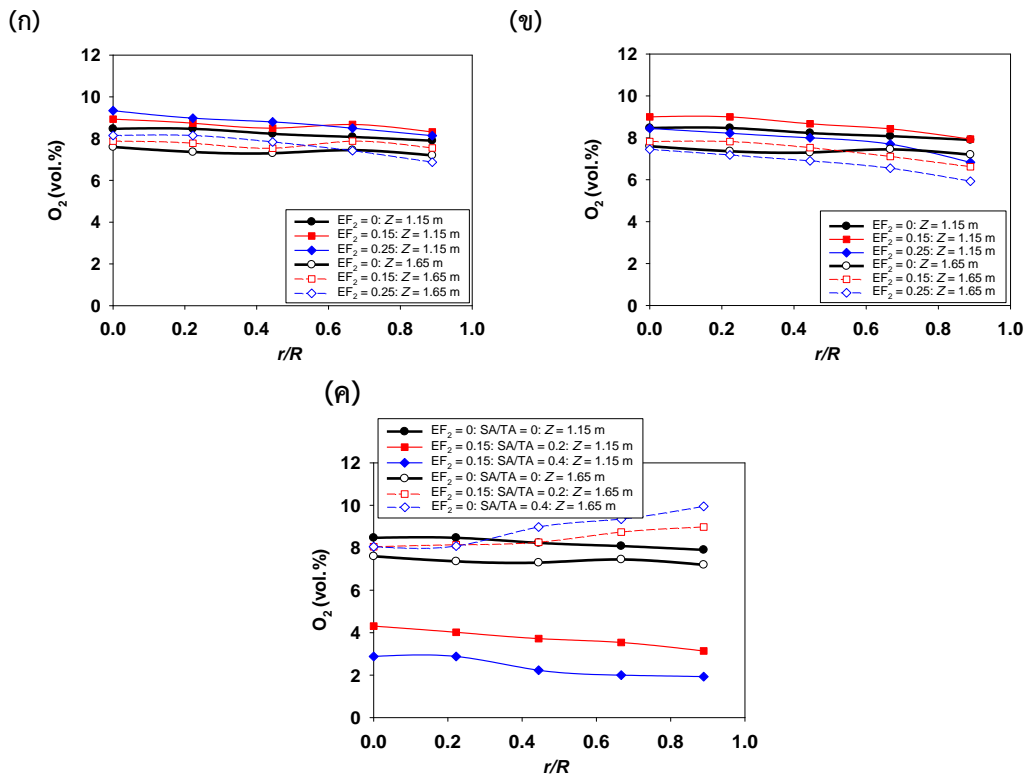 (ก)
12
10
8
6
4
2
0
O₂ (vol.%)
EF₂ = 0: Z = 1.15 m
EF₂ = 0.15: Z = 1.15 m
EF₂ = 0.25: Z = 1.15 m
EF₂ = 0: Z = 1.65 m
EF₂ = 0.15: Z = 1.65 m
EF₂ = 0.25: Z = 1.65 m
0.0 0.2 0.4 0.6 0.8 1.0
r/R
(ข)
12
10
8
6
4
2
0
O₂ (vol.%)
EF₂ = 0: Z = 1.15 m
EF₂ = 0.15: Z = 1.15 m
EF₂ = 0.25: Z = 1.15 m
EF₂ = 0: Z = 1.65 m
EF₂ = 0.15: Z = 1.65 m
EF₂ = 0.25: Z = 1.65 m
0.0 0.2 0.4 0.6 0.8 1.0
r/R
(ค)
EF₂ = 0: SA/TA = 0: Z = 1.15 m
EF₂ = 0.15: SA/TA = 0.2: Z = 1.15 m
EF₂ = 0.15: SA/TA = 0.4: Z = 1.15 m
EF₂ = 0: SA/TA = 0: Z = 1.65 m
EF₂ = 0.15: SA/TA = 0.2: Z = 1.65 m
EF₂ = 0: SA/TA = 0.4: Z = 1.65 m
12
10
8
6
4
2
0
O₂ (vol.%)
0.0 0.2 0.4 0.6 0.8 1.0
r/R